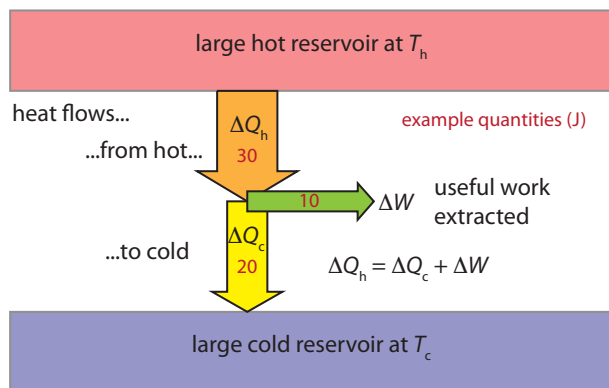 large hot reservoir at Th
heat flows...
example quantities (J)
ΔQh
...from hot...
30
10
ΔW
useful work
extracted
ΔQc
...to cold
20
ΔQh = ΔQc + ΔW
large cold reservoir at Tc